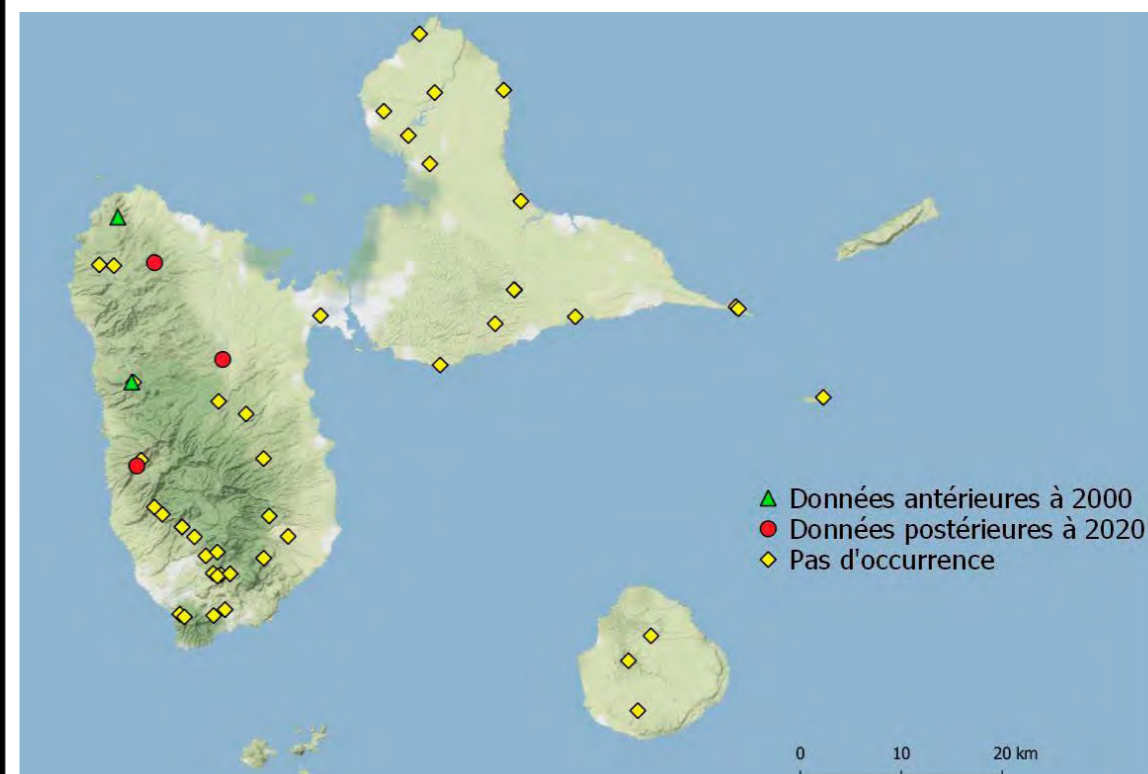 Données antérieures à 2000
Données postérieures à 2020
Pas d'occurrence
0 10 20 km